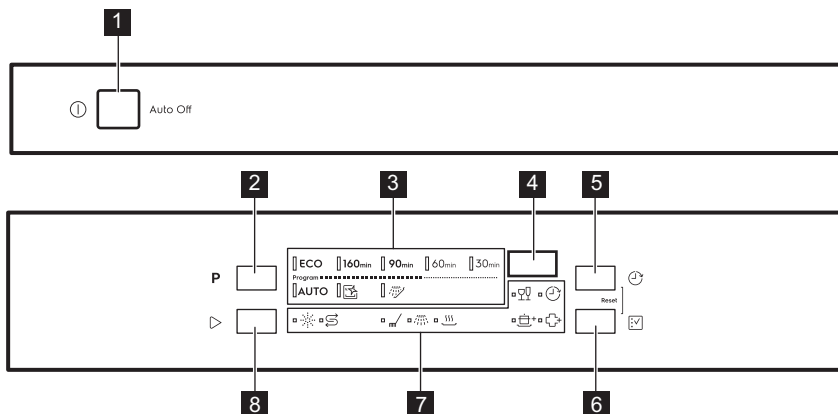 1
Auto Off
2 3 4 5
P ECO 160min 90min 60min 30min
Program
AUTO
Reset
8 7 6